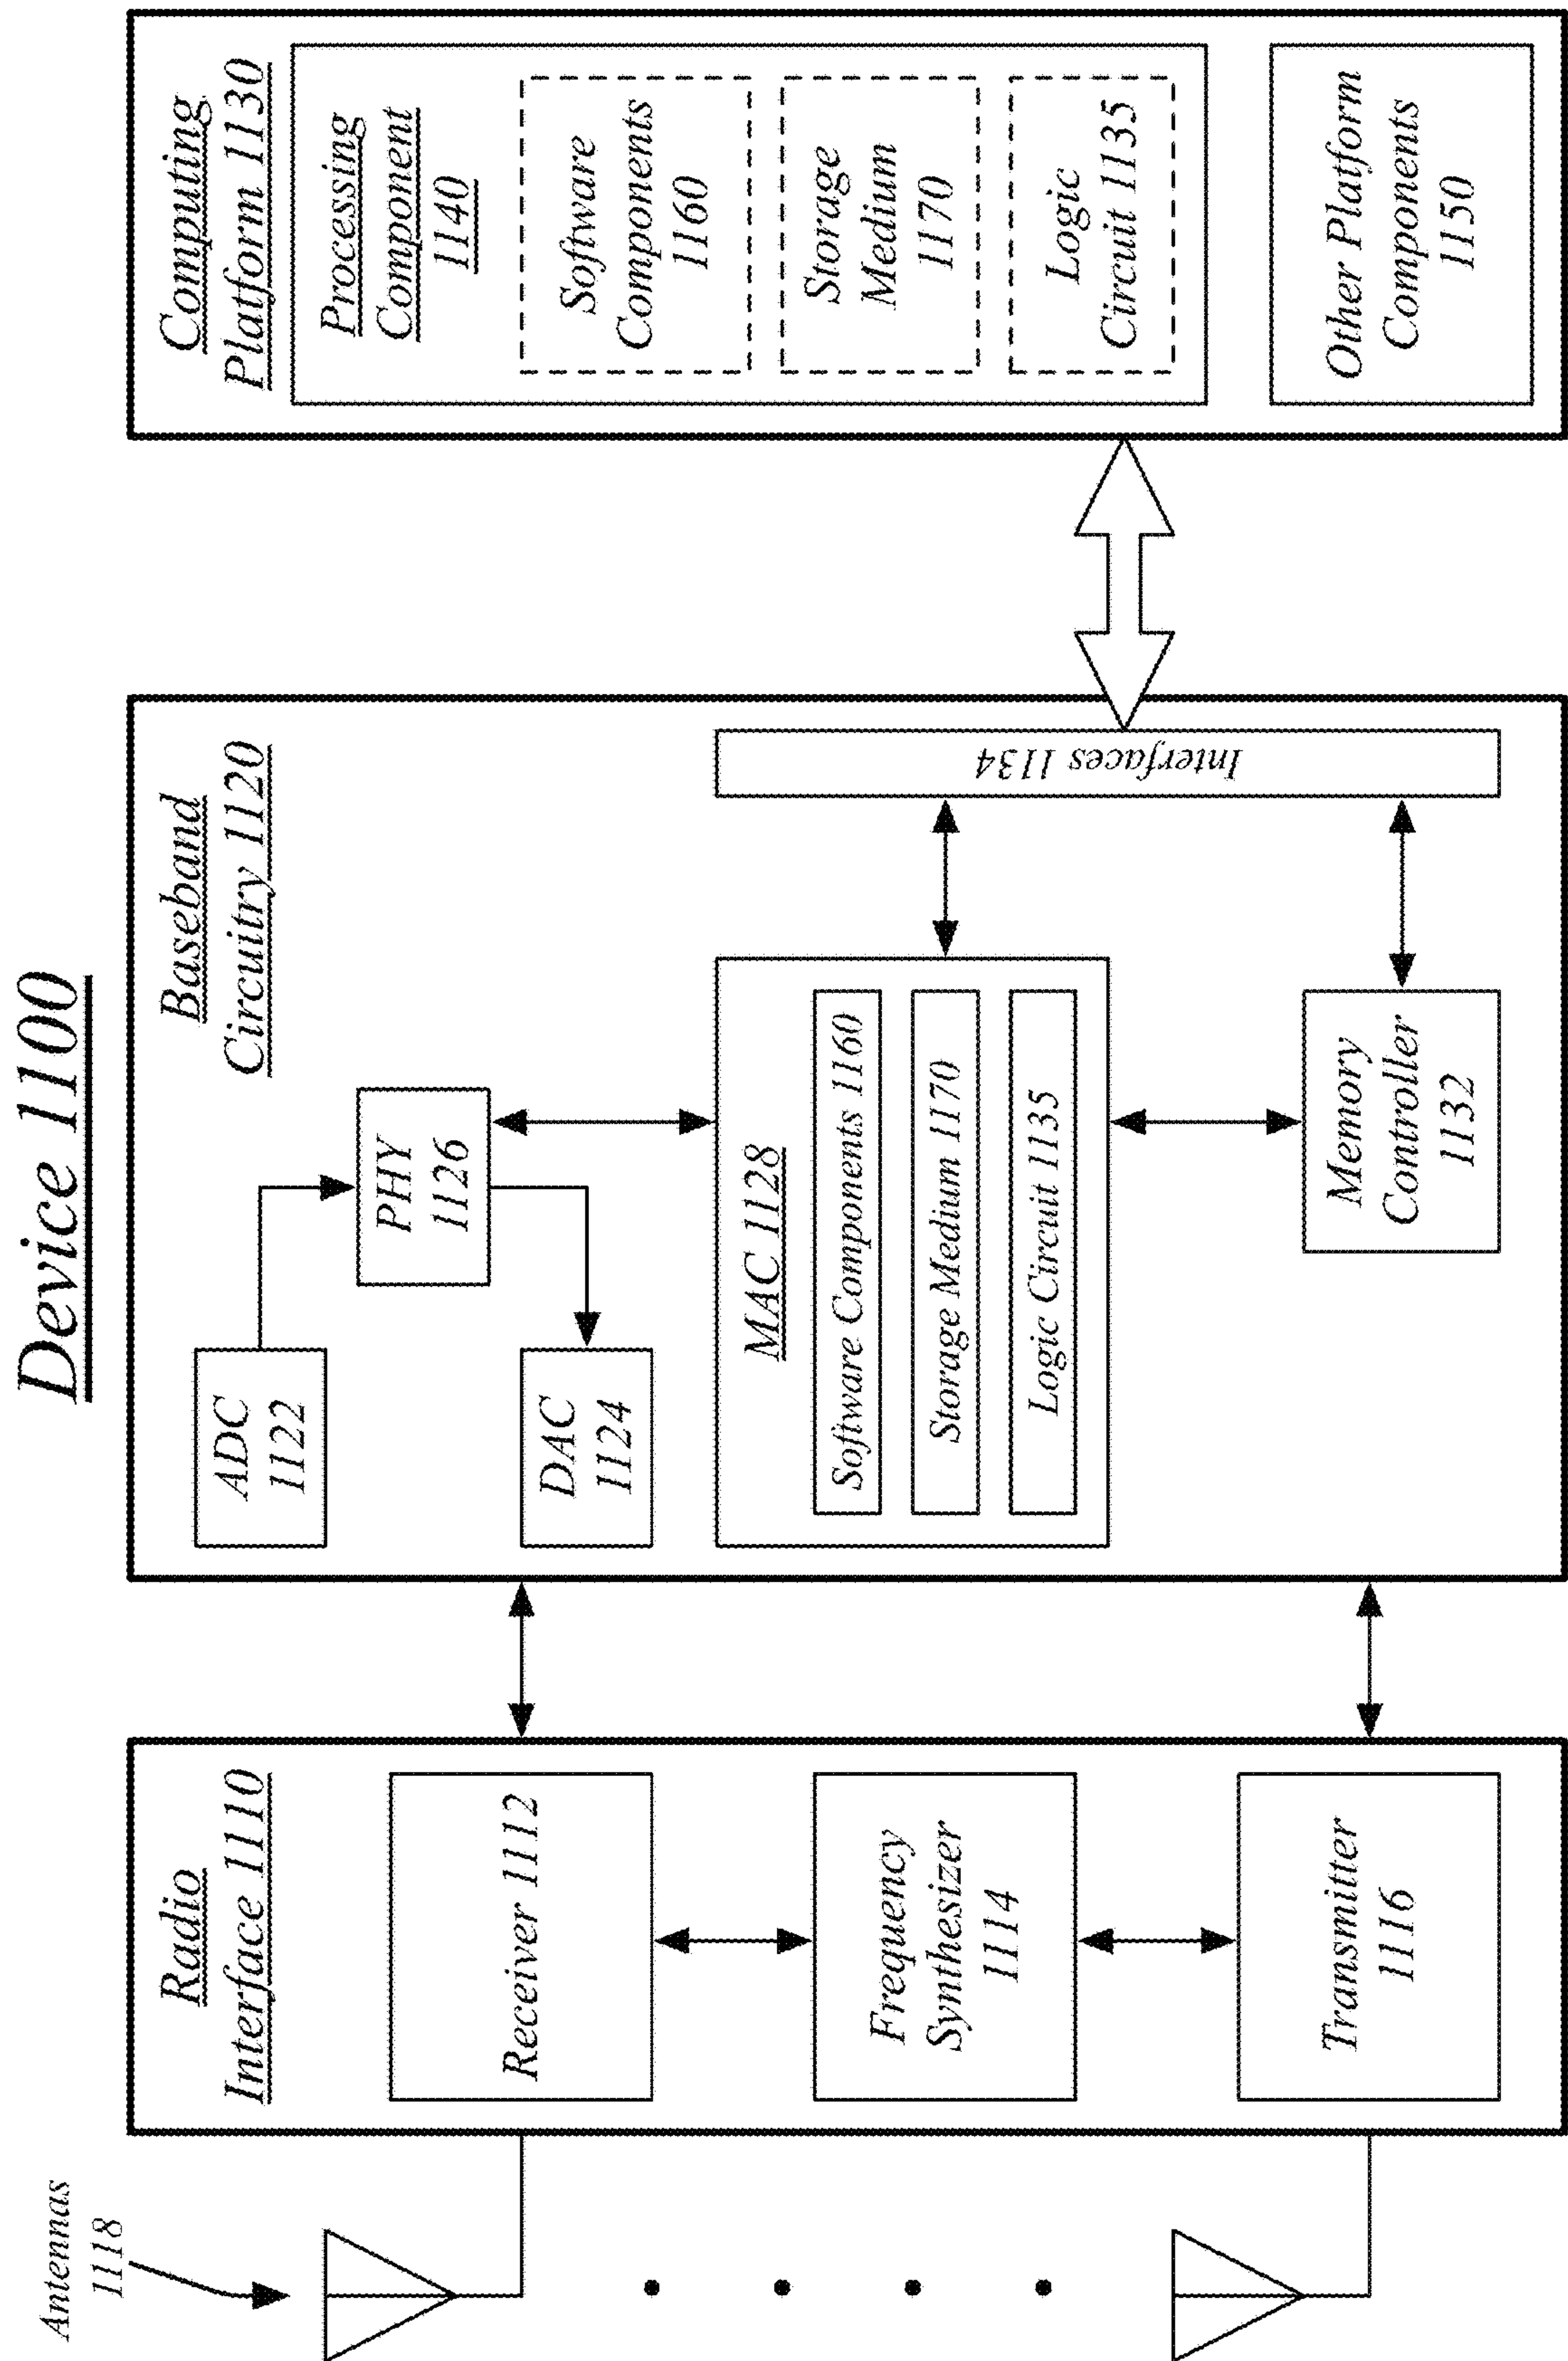 Device 1100
Antennas
1118
Radio
Interface 1110
Receiver 1112
Frequency
Synthesizer
1114
Transmitter
1116
Baseband
Circuitry 1120
ADC
1122
PHY
1126
DAC
1124
MAC 1128
Software Components 1160
Storage Medium 1170
Logic Circuit 1135
Memory
Controller
1132
Interfaces 1134
Computing
Platform 1130
Processing
Component
1140
Software
Components
1160
Storage
Medium
1170
Logic
Circuit 1135
Other Platform
Components
1150